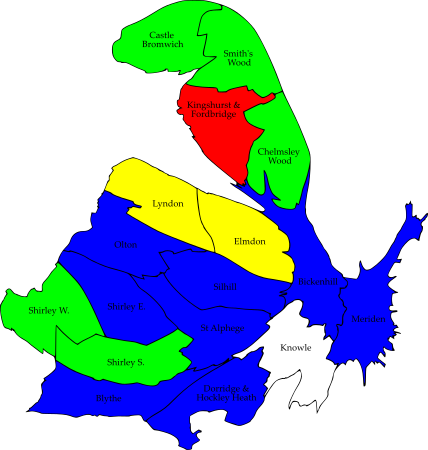 Castle
Bromwich
Smith's
Wood
Kingshurst &
Fordbridge
Chelmsley
Wood
Lyndon
Elmdon
Olton
Bickenhill
Silhill
Shirley W.
Shirley E.
Meriden
St Alphege
Knowle
Shirley S.
Dorridge &
Hockley Heath
Blythe